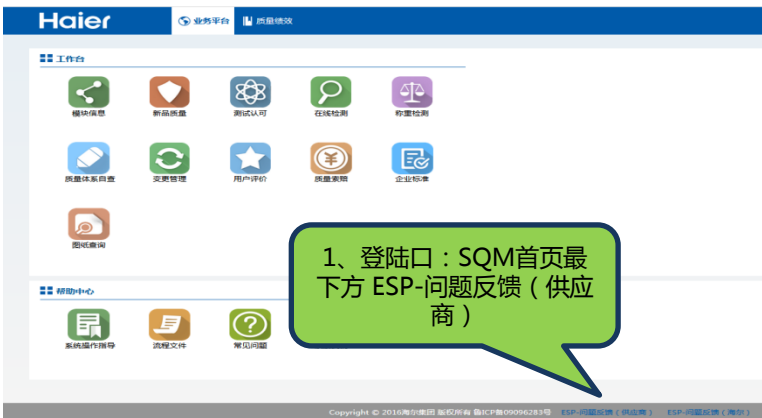 Haier 业务平台 质量绩效
工作台
模块信息 新品质量 测试认可 在线检测 称重检测
质量体系自查 变更管理 用户评价 质量索赔 企业标准
图纸查询
1、登陆口：SQM首页最
下方 ESP-问题反馈（供应
商）
帮助中心
系统操作指导 流程文件 常见问题
Copyright © 2016海尔集团 版权所有 鲁ICP备09096283号 ESP-问题反馈（供应商） ESP-问题反馈（海尔）